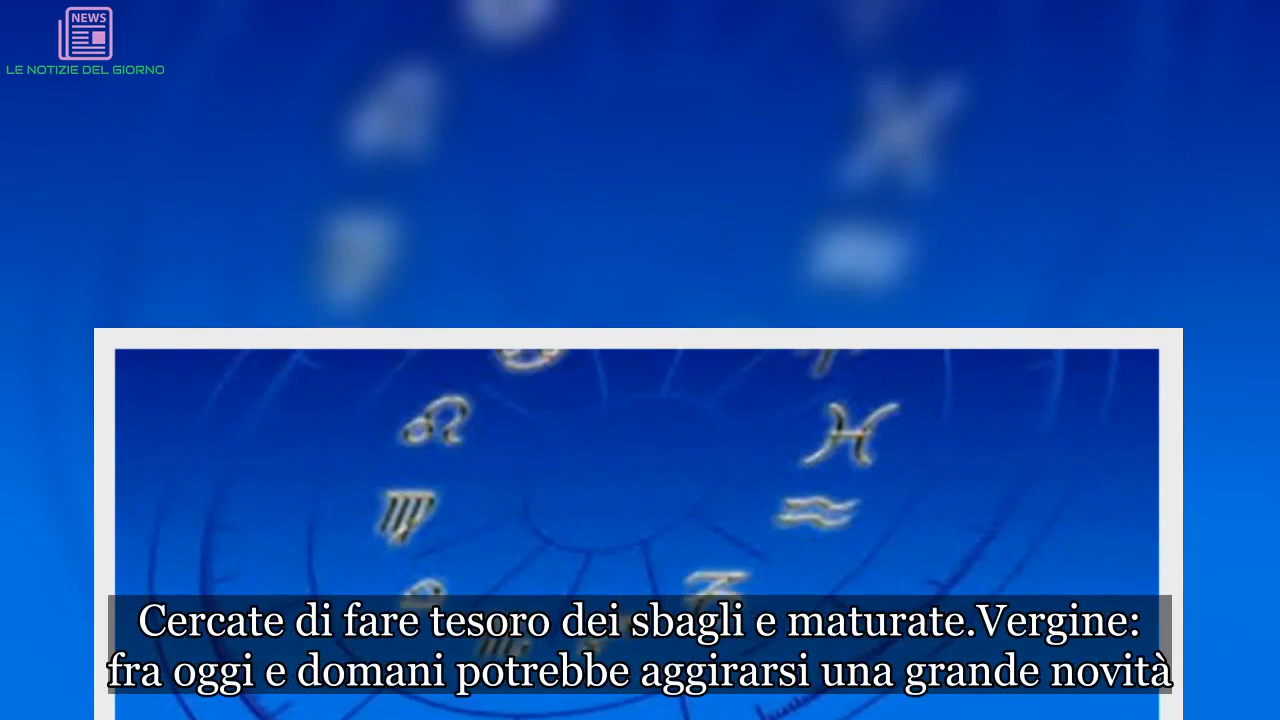 NEWS
LE NOTIZIE DEL GIORNO
Cercate di fare tesoro dei sbagli e maturate.Vergine:
fra oggi e domani potrebbe aggirarsi una grande novità